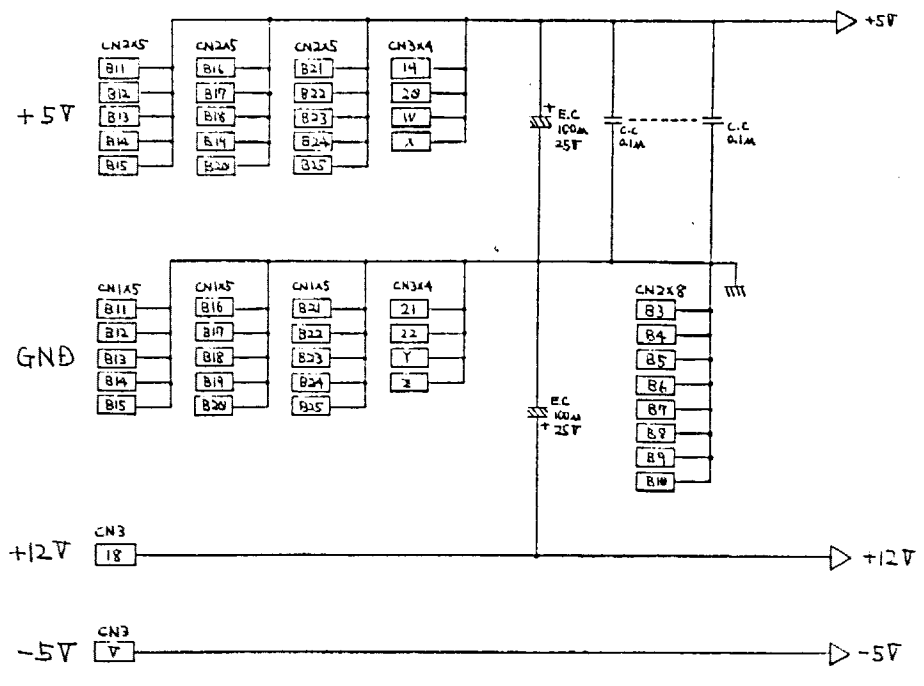 +5V
CN2x5
B11
B12
B13
B14
B15
CN2x5
B16
B17
B18
B19
B20
CN2x5
B21
B22
B23
B24
B25
CN3x4
14
20
W
X
+5V
+
E.C
100μ
25V
C.C
0.1μ
C.C
0.1μ
GND
CN1x5
B11
B12
B13
B14
B15
CN1x5
B16
B17
B18
B19
B20
CN1x5
B21
B22
B23
B24
B25
CN3x4
21
22
Y
Z
E.C
100μ
+ 25V
CN2x8
B3
B4
B5
B6
B7
B8
B9
B10
+12V
CN3
18
+12V
-5V
CN3
V
-5V